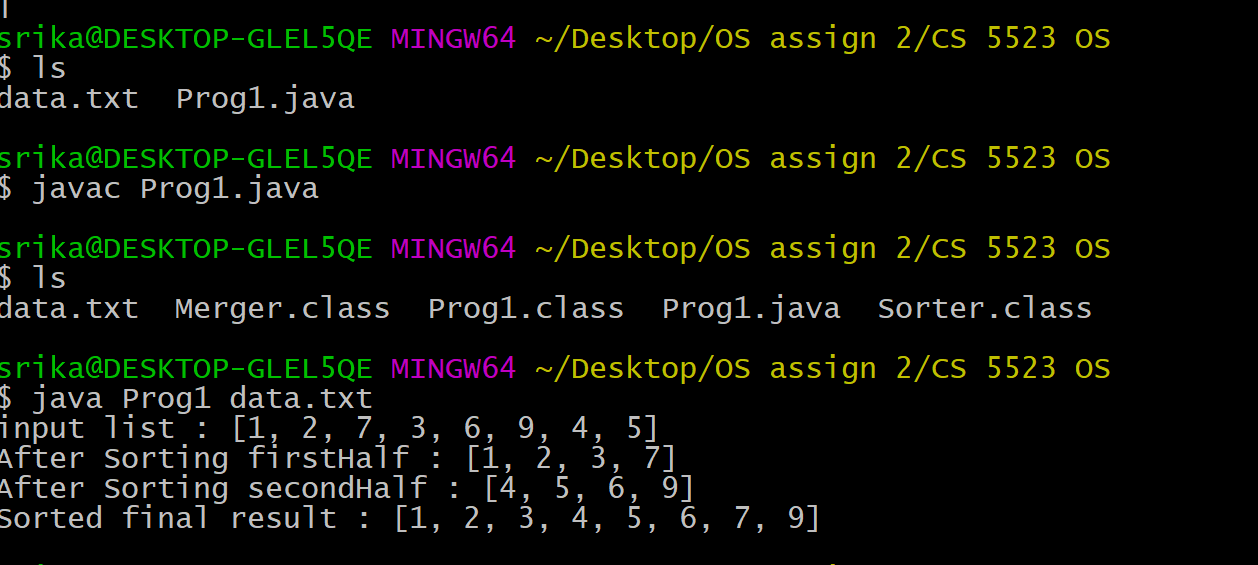 srika@DESKTOP-GLEL5QE MINGW64 ~/Desktop/OS assign 2/CS 5523 OS
$ ls
data.txt  Prog1.java
srika@DESKTOP-GLEL5QE MINGW64 ~/Desktop/OS assign 2/CS 5523 OS
$ javac Prog1.java
srika@DESKTOP-GLEL5QE MINGW64 ~/Desktop/OS assign 2/CS 5523 OS
$ ls
data.txt  Merger.class  Prog1.class  Prog1.java  Sorter.class
srika@DESKTOP-GLEL5QE MINGW64 ~/Desktop/OS assign 2/CS 5523 OS
$ java Prog1 data.txt
input list : [1, 2, 7, 3, 6, 9, 4, 5]
After Sorting firstHalf : [1, 2, 3, 7]
After Sorting secondHalf : [4, 5, 6, 9]
Sorted final result : [1, 2, 3, 4, 5, 6, 7, 9]